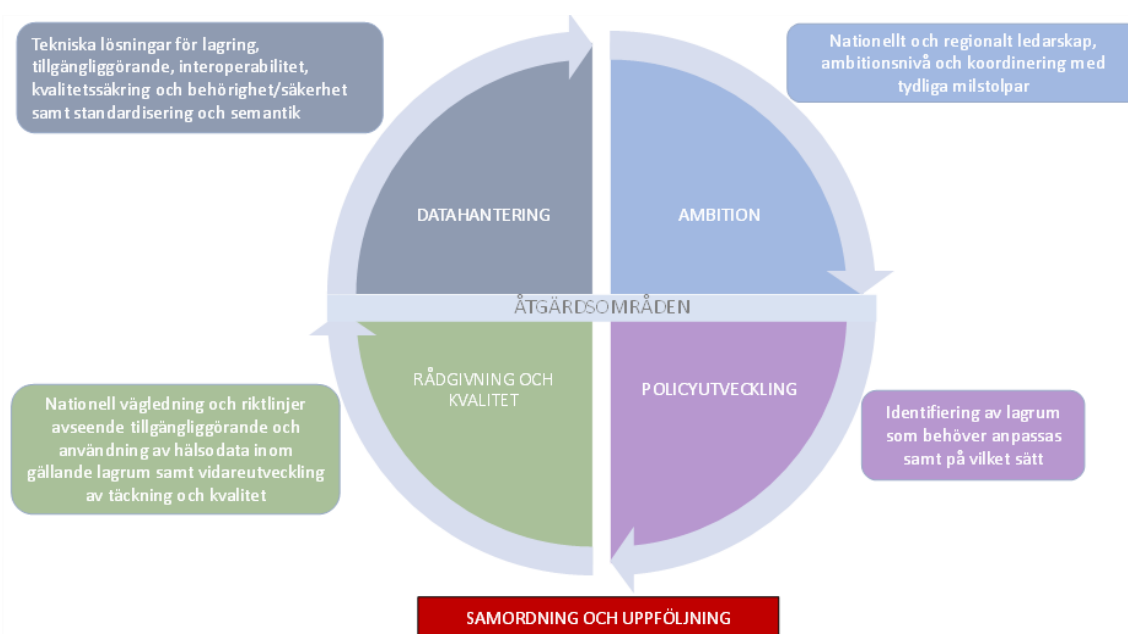 Tekniska lösningar för lagring,
tillgängliggörande, interoperabilitet,
kvalitetssäkring och behörighet/säkerhet
samt standardisering och semantik
Nationellt och regionalt ledarskap,
ambitionsnivå och koordinering med
tydliga milstolpar
DATAHANTERING
AMBITION
ÅTGÄRDSOMRÅDEN
RÅDGIVNING OCH
KVALITET
POLICYUTVECKLING
Nationell vägledning och riktlinjer
avseende tillgängliggörande och
användning av hälsodata inom
gällande lagrum samt vidareutveckling
av täckning och kvalitet
Identifiering av lagrum
som behöver anpassas
samt på vilket sätt
SAMORDNING OCH UPPFÖLJNING